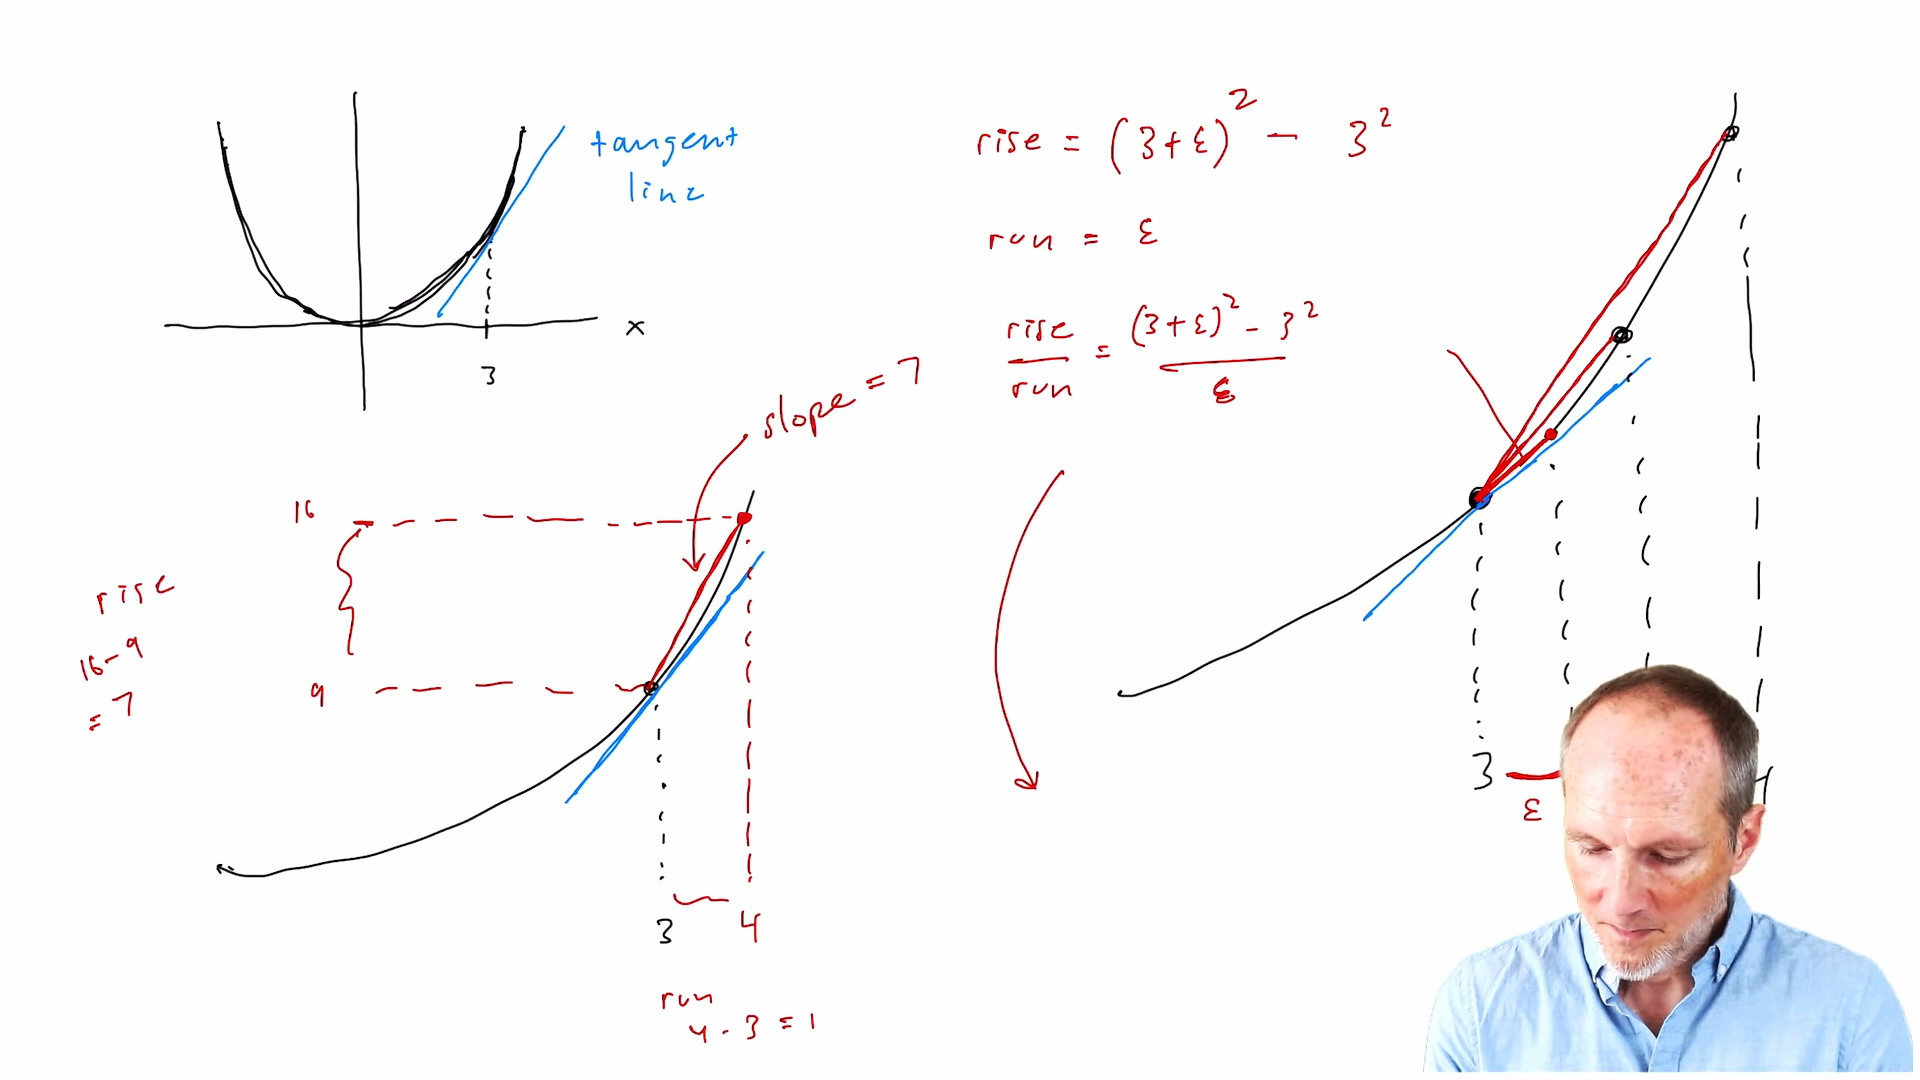 tangent
line
x
3
slope = 7
16
9
rise
16-9
= 7
3
4
run
4 - 3 = 1
rise = (3+ε)² - 3²
run = ε
rise/run = ((3+ε)² - 3²)/ε
3
ε